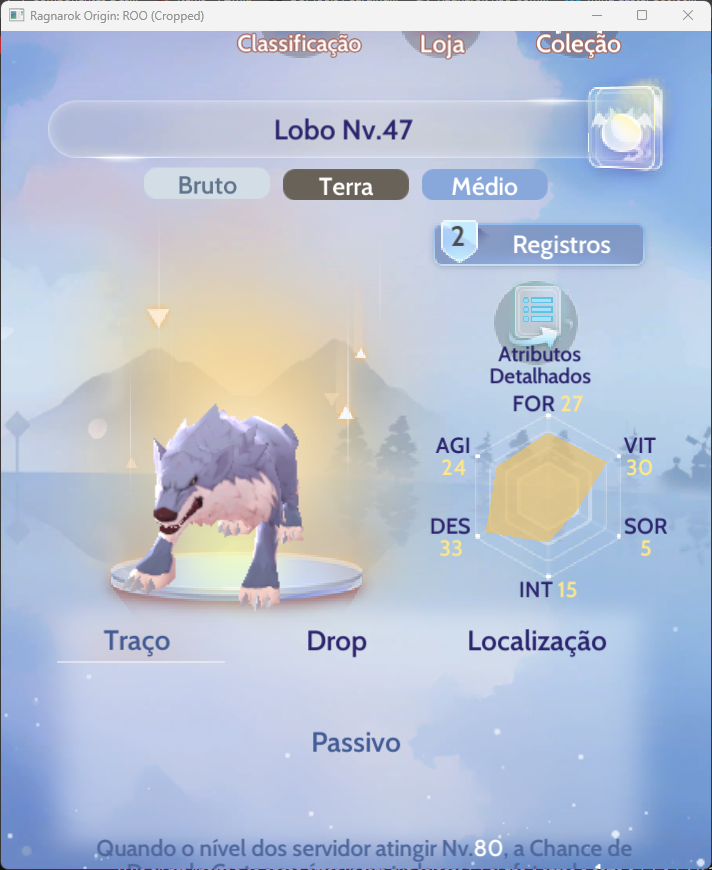 Ragnarok Origin: ROO (Cropped)
Classificação
Loja
Coleção
Lobo Nv.47
Bruto
Terra
Médio
2
Registros
Atributos
Detalhados
FOR 27
AGI
24
VIT
30
DES
33
SOR
5
INT 15
Traço
Drop
Localização
Passivo
Quando o nível dos servidor atingir Nv.80, a Chance de